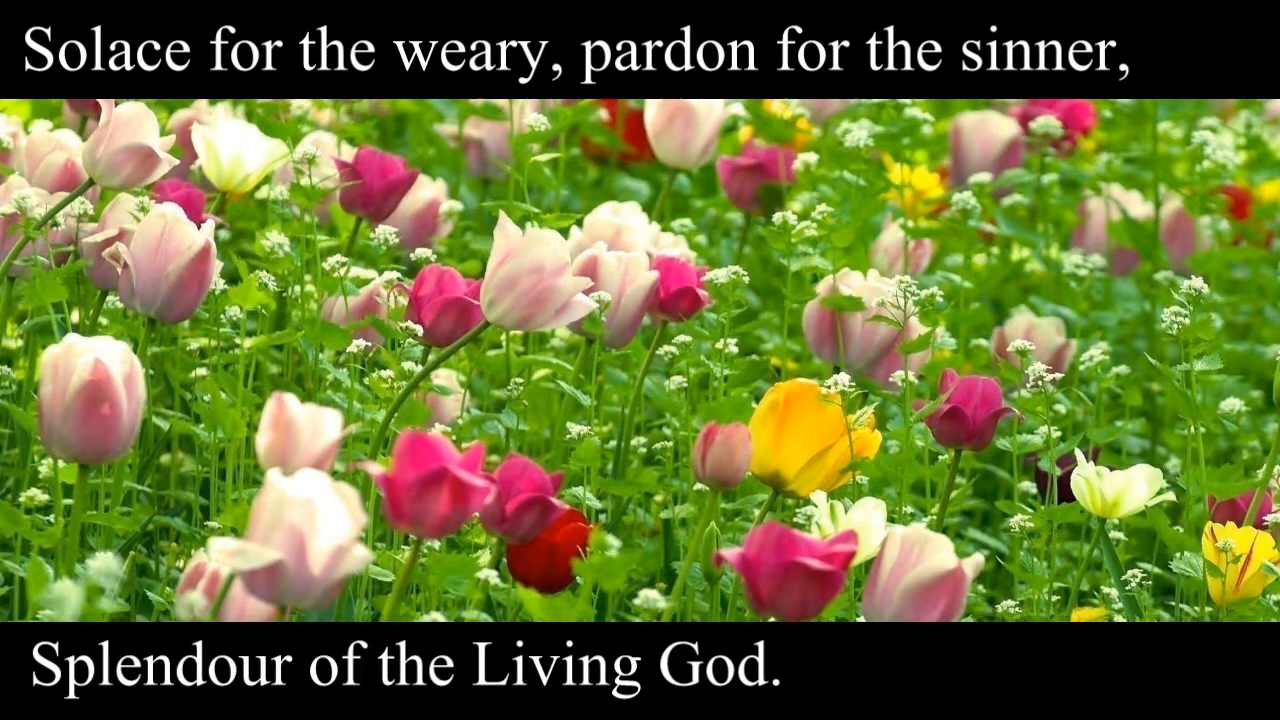 Solace for the weary, pardon for the sinner,
Splendour of the Living God.